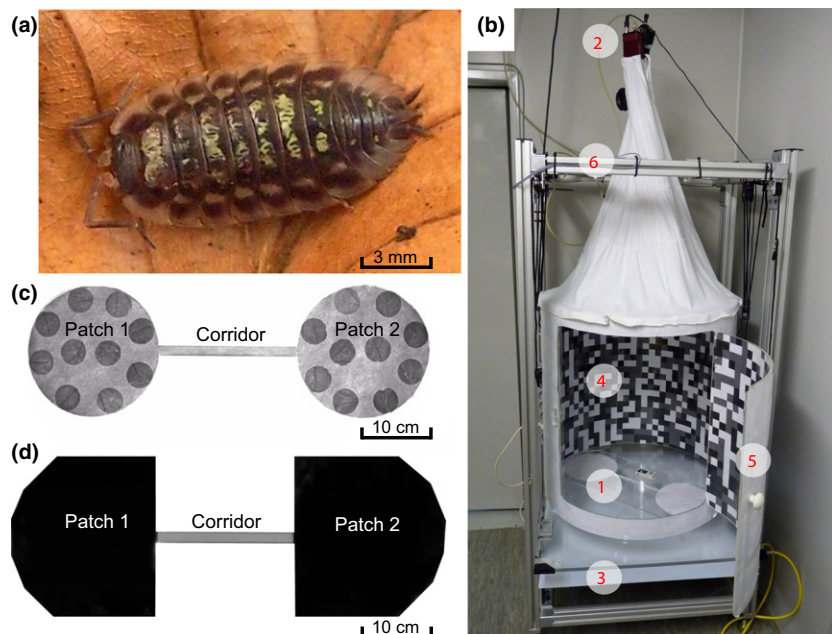 (a)
3 mm
(b)
2
6
4
5
1
3
(c)
Patch 1
Corridor
Patch 2
10 cm
(d)
Patch 1
Corridor
Patch 2
10 cm